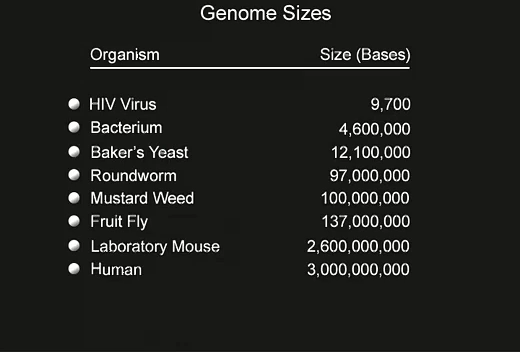 Genome Sizes
Organism Size (Bases)
HIV Virus 9,700
Bacterium 4,600,000
Baker's Yeast 12,100,000
Roundworm 97,000,000
Mustard Weed 100,000,000
Fruit Fly 137,000,000
Laboratory Mouse 2,600,000,000
Human 3,000,000,000